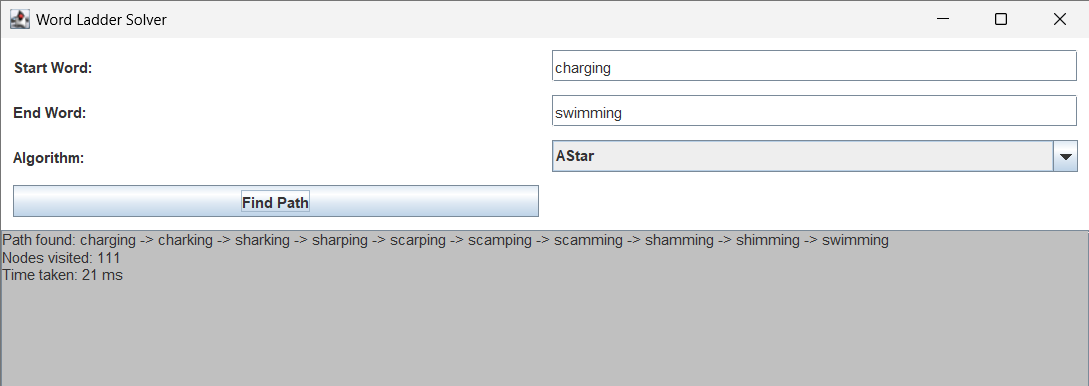 Word Ladder Solver
Start Word: charging
End Word: swimming
Algorithm: AStar
Find Path
Path found: charging -> charking -> sharking -> sharping -> scarping -> scamping -> scamming -> shamming -> shimming -> swimming
Nodes visited: 111
Time taken: 21 ms